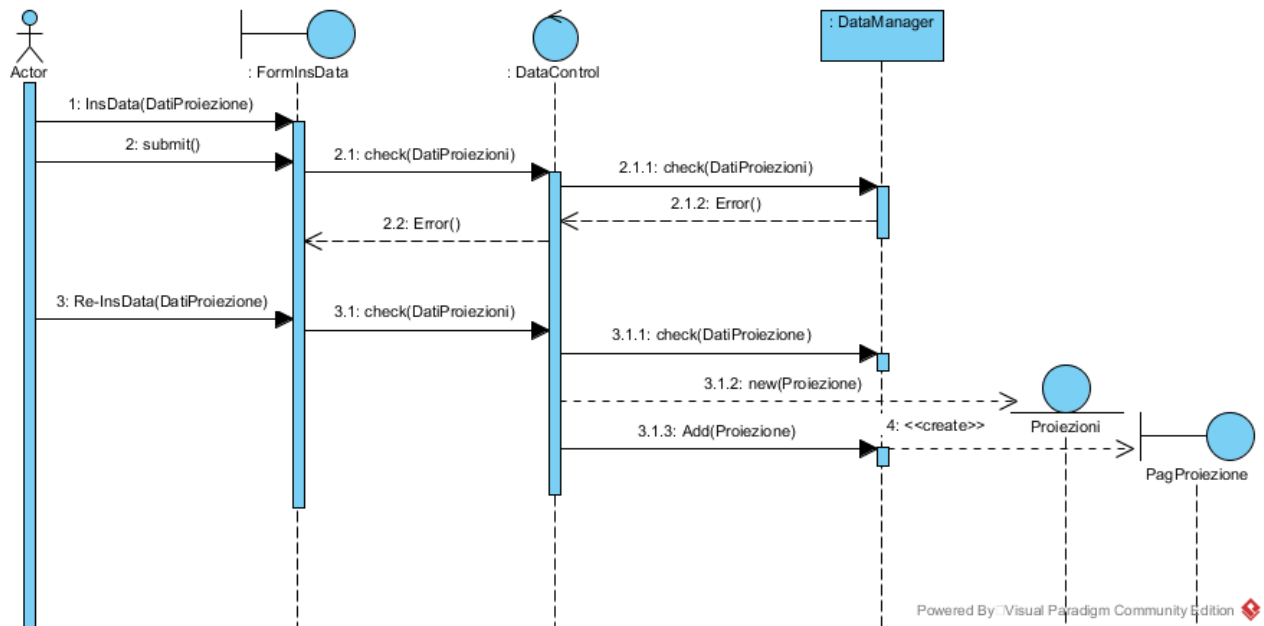 : DataManager
Actor
: FormInsData
: DataControl
1: InsData(DatiProiezione)
2: submit()
2.1: check(DatiProiezioni)
2.1.1: check(DatiProiezioni)
2.1.2: Error()
2.2: Error()
3: Re-InsData(DatiProiezione)
3.1: check(DatiProiezioni)
3.1.1: check(DatiProiezione)
3.1.2: new(Proiezione)
3.1.3: Add(Proiezione)
4: <<create>>
Proiezioni
PagProiezione
Powered By Visual Paradigm Community Edition